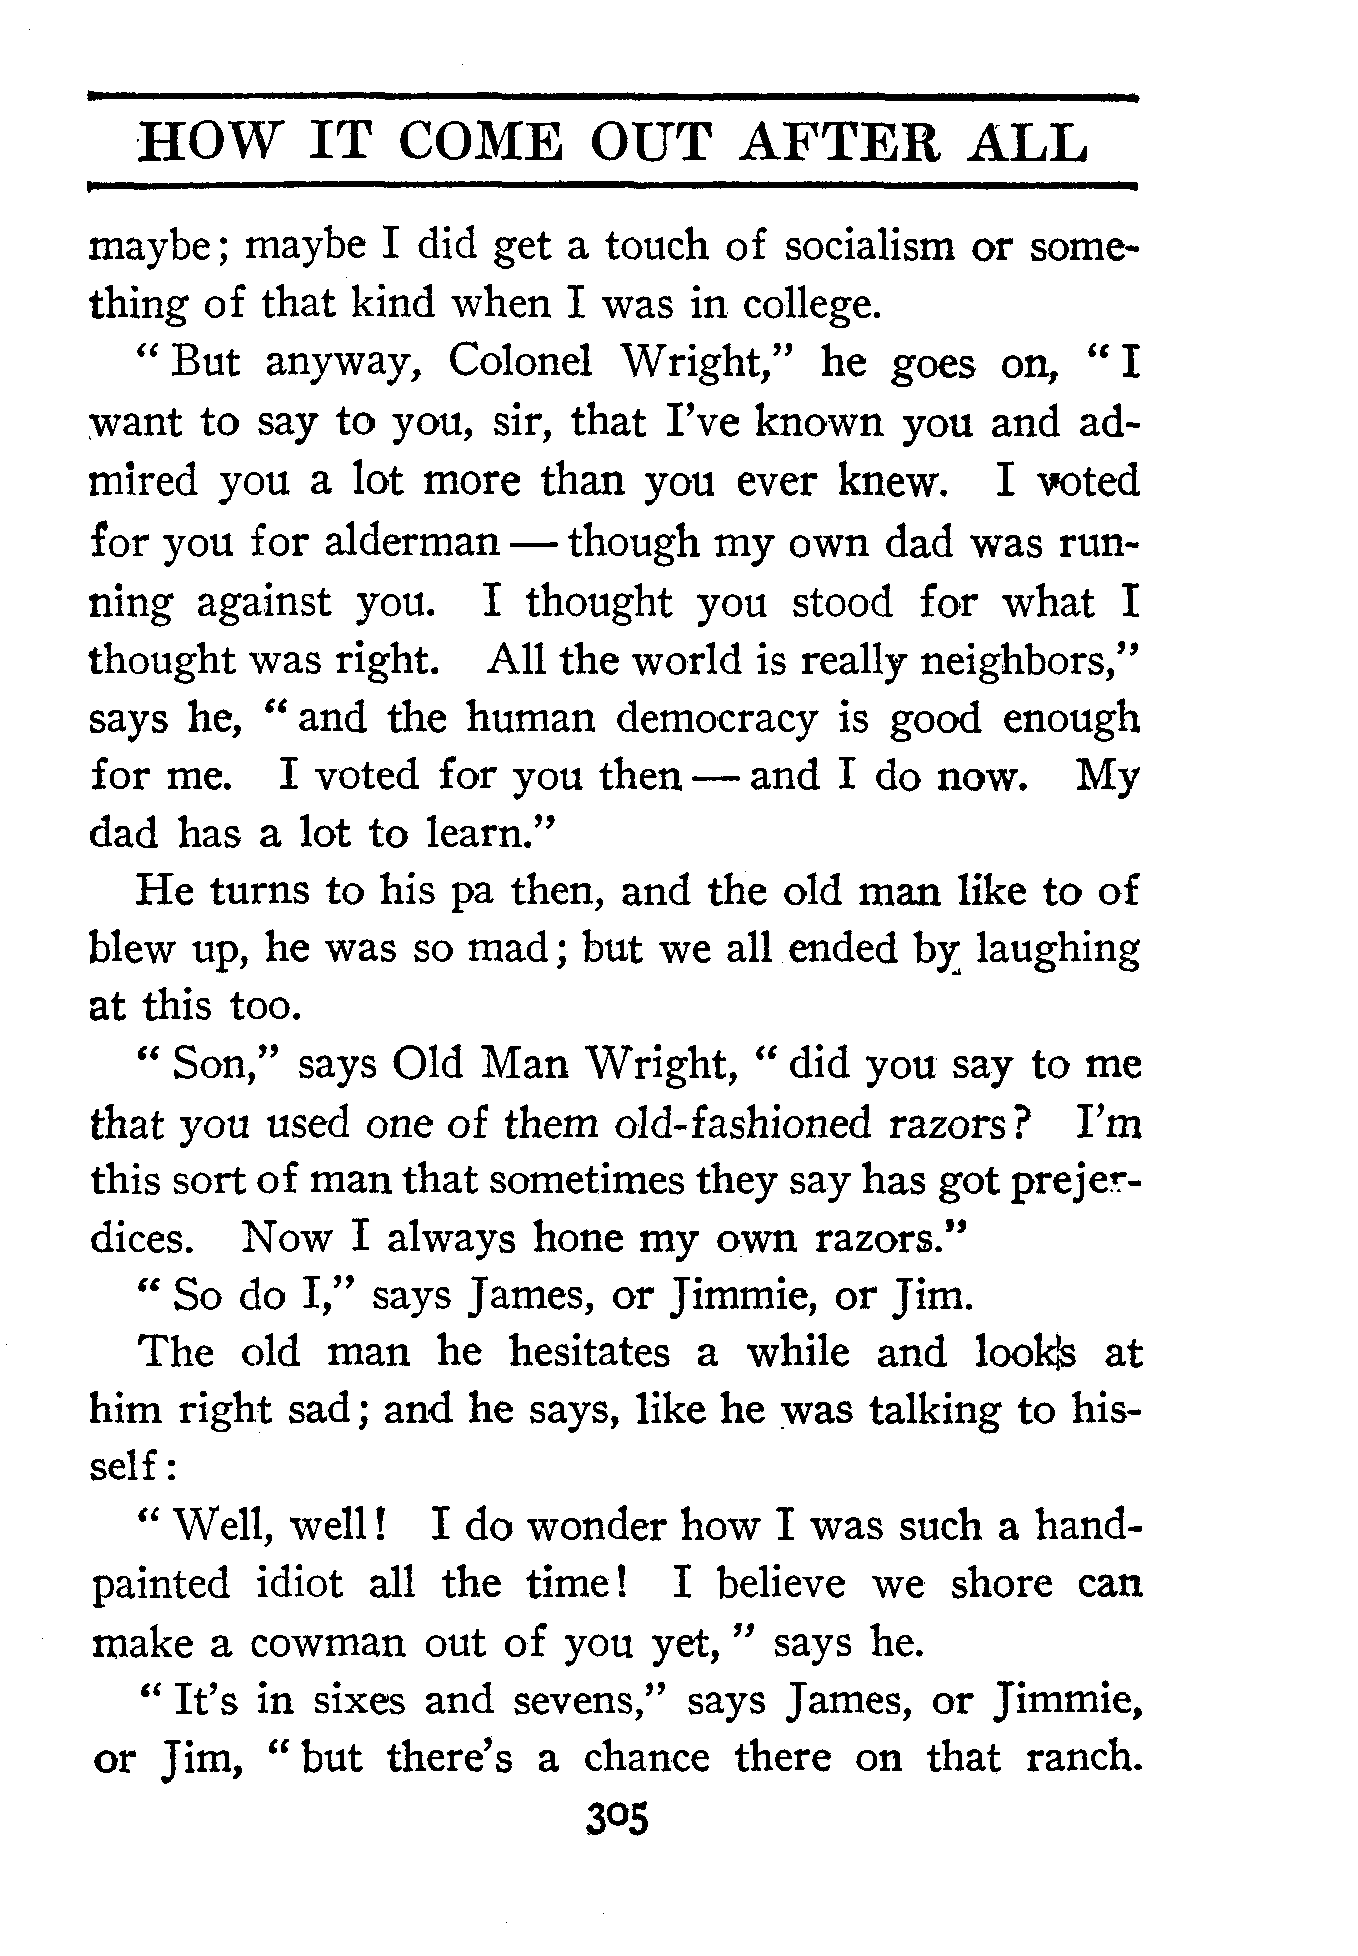 HOW IT COME OUT AFTER ALL
maybe; maybe I did get a touch of socialism or some-
thing of that kind when I was in college.
" But anyway, Colonel Wright," he goes on, " I
want to say to you, sir, that I've known you and ad-
mired you a lot more than you ever knew. I voted
for you for alderman — though my own dad was run-
ning against you. I thought you stood for what I
thought was right. All the world is really neighbors,"
says he, " and the human democracy is good enough
for me. I voted for you then — and I do now. My
dad has a lot to learn."
He turns to his pa then, and the old man like to of
blew up, he was so mad; but we all ended by laughing
at this too.
" Son," says Old Man Wright, " did you say to me
that you used one of them old-fashioned razors? I'm
this sort of man that sometimes they say has got prejer-
dices. Now I always hone my own razors."
" So do I," says James, or Jimmie, or Jim.
The old man he hesitates a while and looks at
him right sad; and he says, like he was talking to his-
self:
" Well, well! I do wonder how I was such a hand-
painted idiot all the time! I believe we shore can
make a cowman out of you yet, " says he.
" It's in sixes and sevens," says James, or Jimmie,
or Jim, " but there's a chance there on that ranch.
305